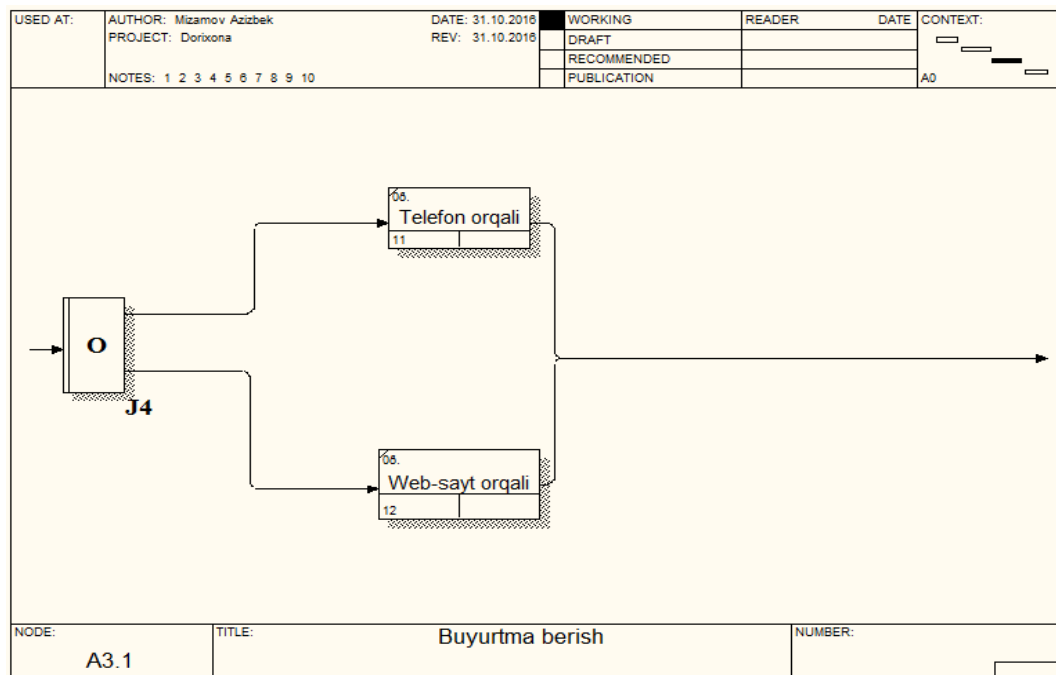 USED AT:
AUTHOR: Mizamov Azizbek
DATE: 31.10.2016
PROJECT: Dorixona
REV: 31.10.2016
NOTES: 1 2 3 4 5 6 7 8 9 10
WORKING
DRAFT
RECOMMENDED
PUBLICATION
READER
DATE
CONTEXT:
A0
0б.
Telefon orqali
11
O
J4
0б.
Web-sayt orqali
12
NODE:
A3.1
TITLE:
Buyurtma berish
NUMBER: